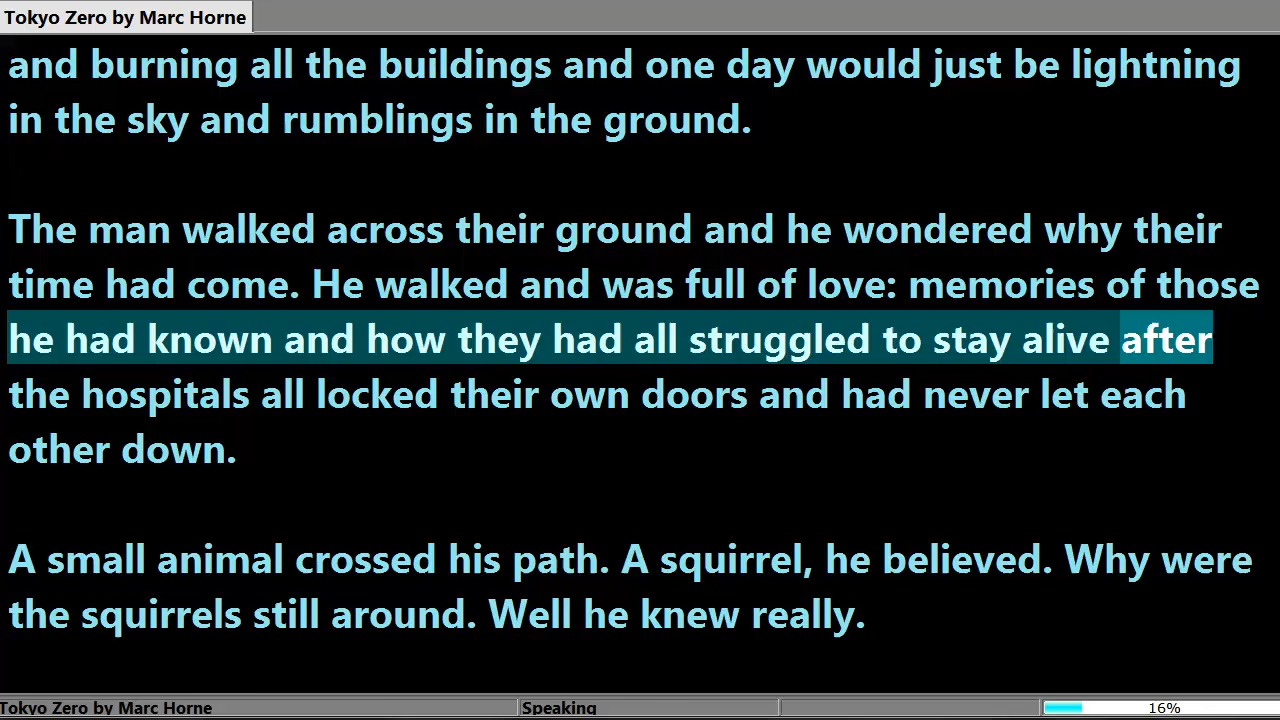 Tokyo Zero by Marc Horne
and burning all the buildings and one day would just be lightning
in the sky and rumblings in the ground.
The man walked across their ground and he wondered why their
time had come. He walked and was full of love: memories of those
he had known and how they had all struggled to stay alive after
the hospitals all locked their own doors and had never let each
other down.
A small animal crossed his path. A squirrel, he believed. Why were
the squirrels still around. Well he knew really.
Tokyo Zero by Marc Horne Speaking 16%